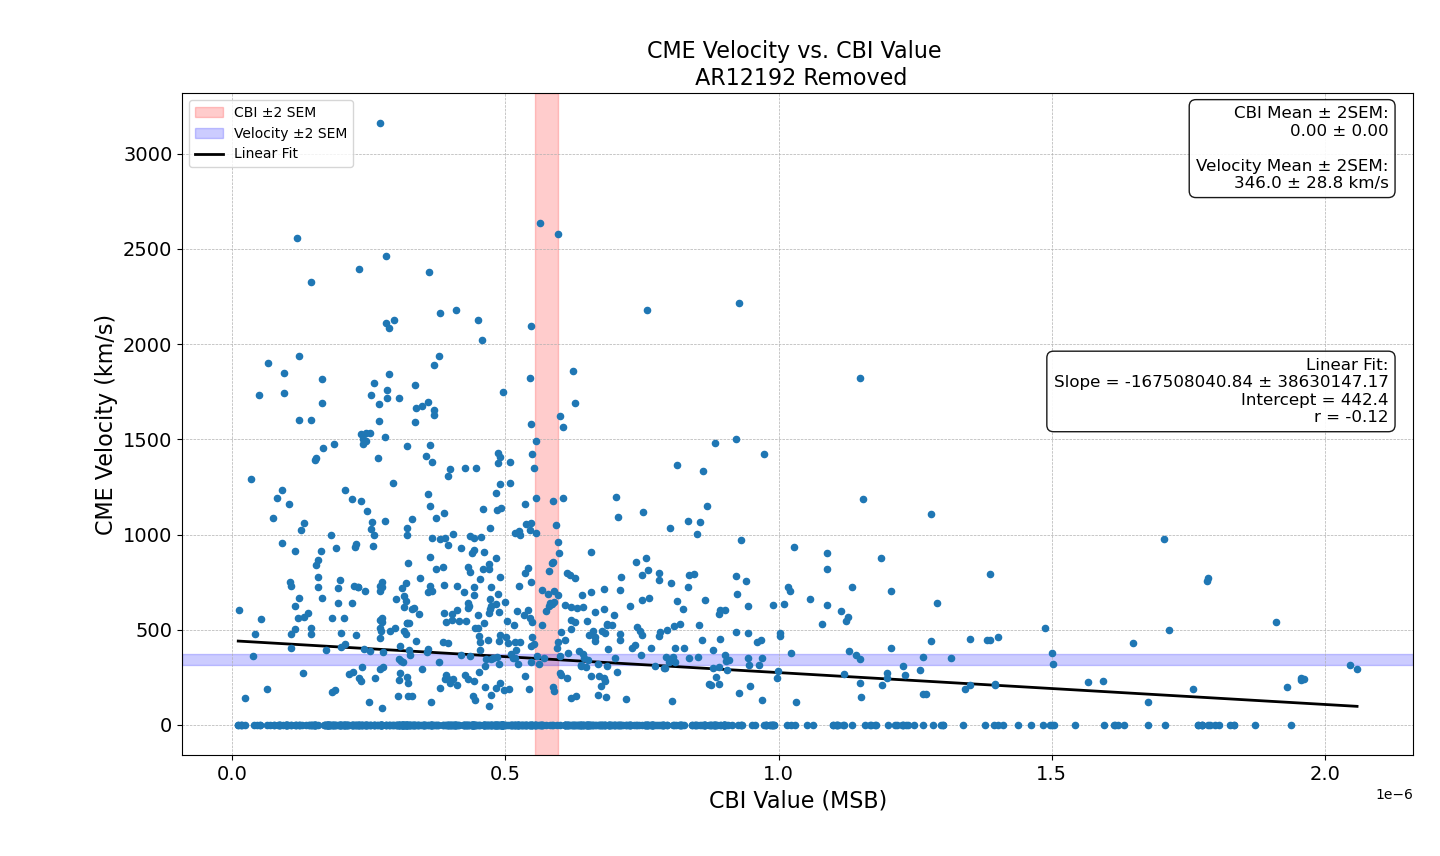 CME Velocity vs. CBI Value
AR12192 Removed
CBI ±2 SEM
Velocity ±2 SEM
Linear Fit
CBI Mean ± 2SEM:
0.00 ± 0.00
Velocity Mean ± 2SEM:
346.0 ± 28.8 km/s
Linear Fit:
Slope = -167508040.84 ± 38630147.17
Intercept = 442.4
r = -0.12
CME Velocity (km/s)
3000
2500
2000
1500
1000
500
0
0.0
0.5
1.0
1.5
2.0
1e−6
CBI Value (MSB)